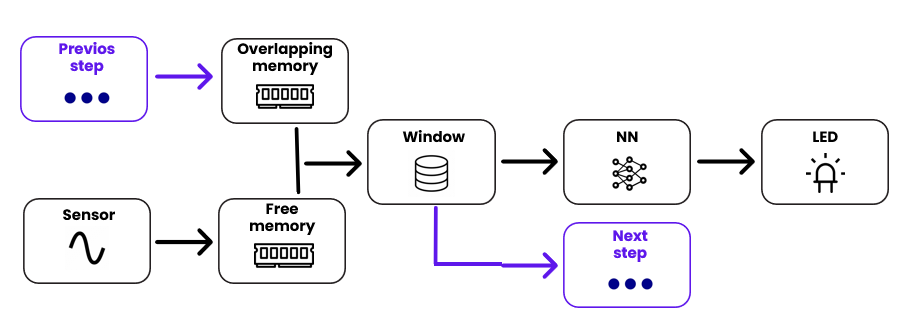 Previos
step
Overlapping
memory
Window
NN
LED
Sensor
Free
memory
Next
step